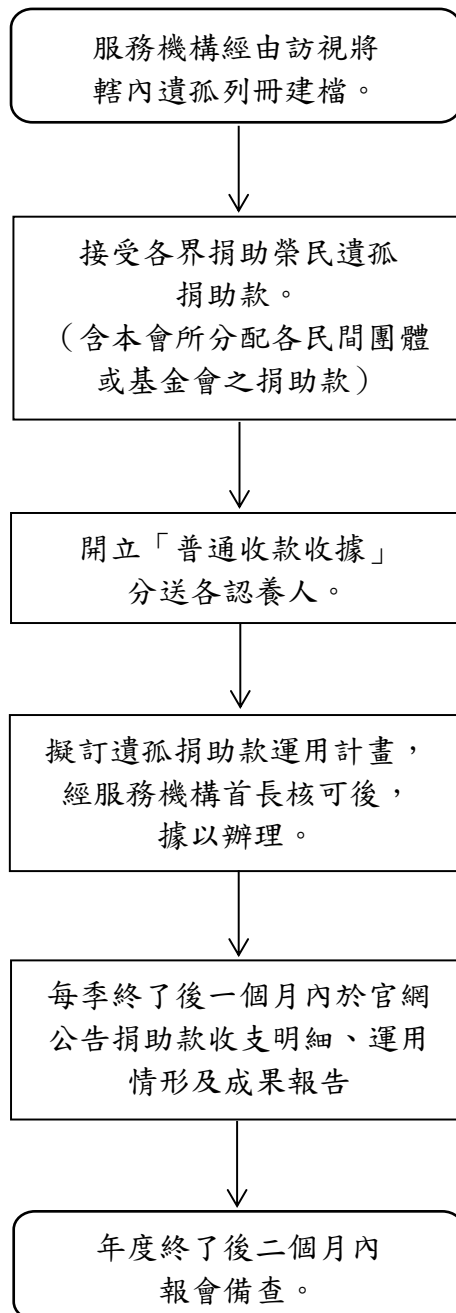 服務機構經由訪視將
轄內遺孤列冊建檔。
接受各界捐助榮民遺孤
捐助款。
（含本會所分配各民間團體
或基金會之捐助款）
開立「普通收款收據」
分送各認養人。
擬訂遺孤捐助款運用計畫，
經服務機構首長核可後，
據以辦理。
每季終了後一個月內於官網
公告捐助款收支明細、運用
情形及成果報告
年度終了後二個月內
報會備查。